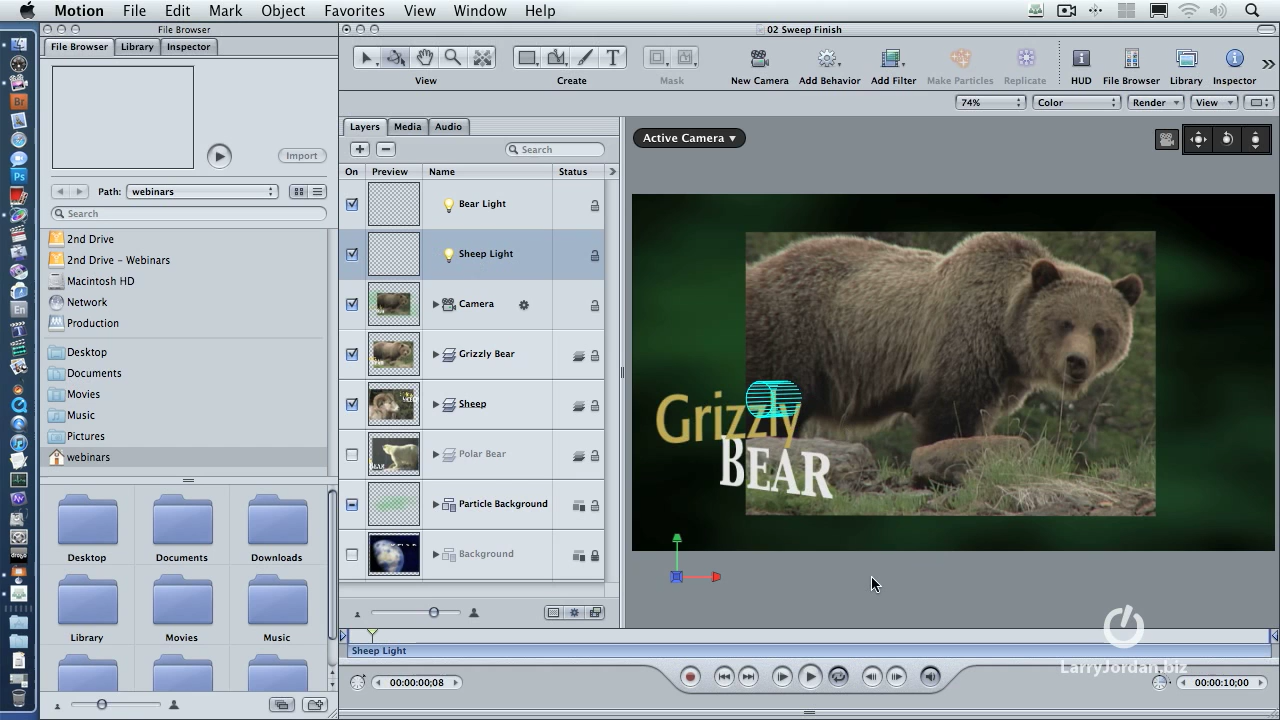 Motion File Edit Mark Object Favorites View Window Help
File Browser
02 Sweep Finish
File Browser Library Inspector
View
Create
Mask
New Camera Add Behavior Add Filter Make Particles Replicate HUD File Browser Library Inspector
Import
74% Color Render View
Path: webinars
Search
Layers Media Audio
Search
Active Camera
On Preview Name Status
Bear Light
Sheep Light
Camera
Grizzly Bear
Sheep
Polar Bear
Particle Background
Background
2nd Drive
2nd Drive – Webinars
Macintosh HD
Network
Production
Desktop
Documents
Movies
Music
Pictures
webinars
Desktop Documents Downloads
Library Movies Music
Grizzly
BEAR
Sheep Light
00:00:00;08
00:00:10;00
LarryJordan.biz
Br
Ps
En